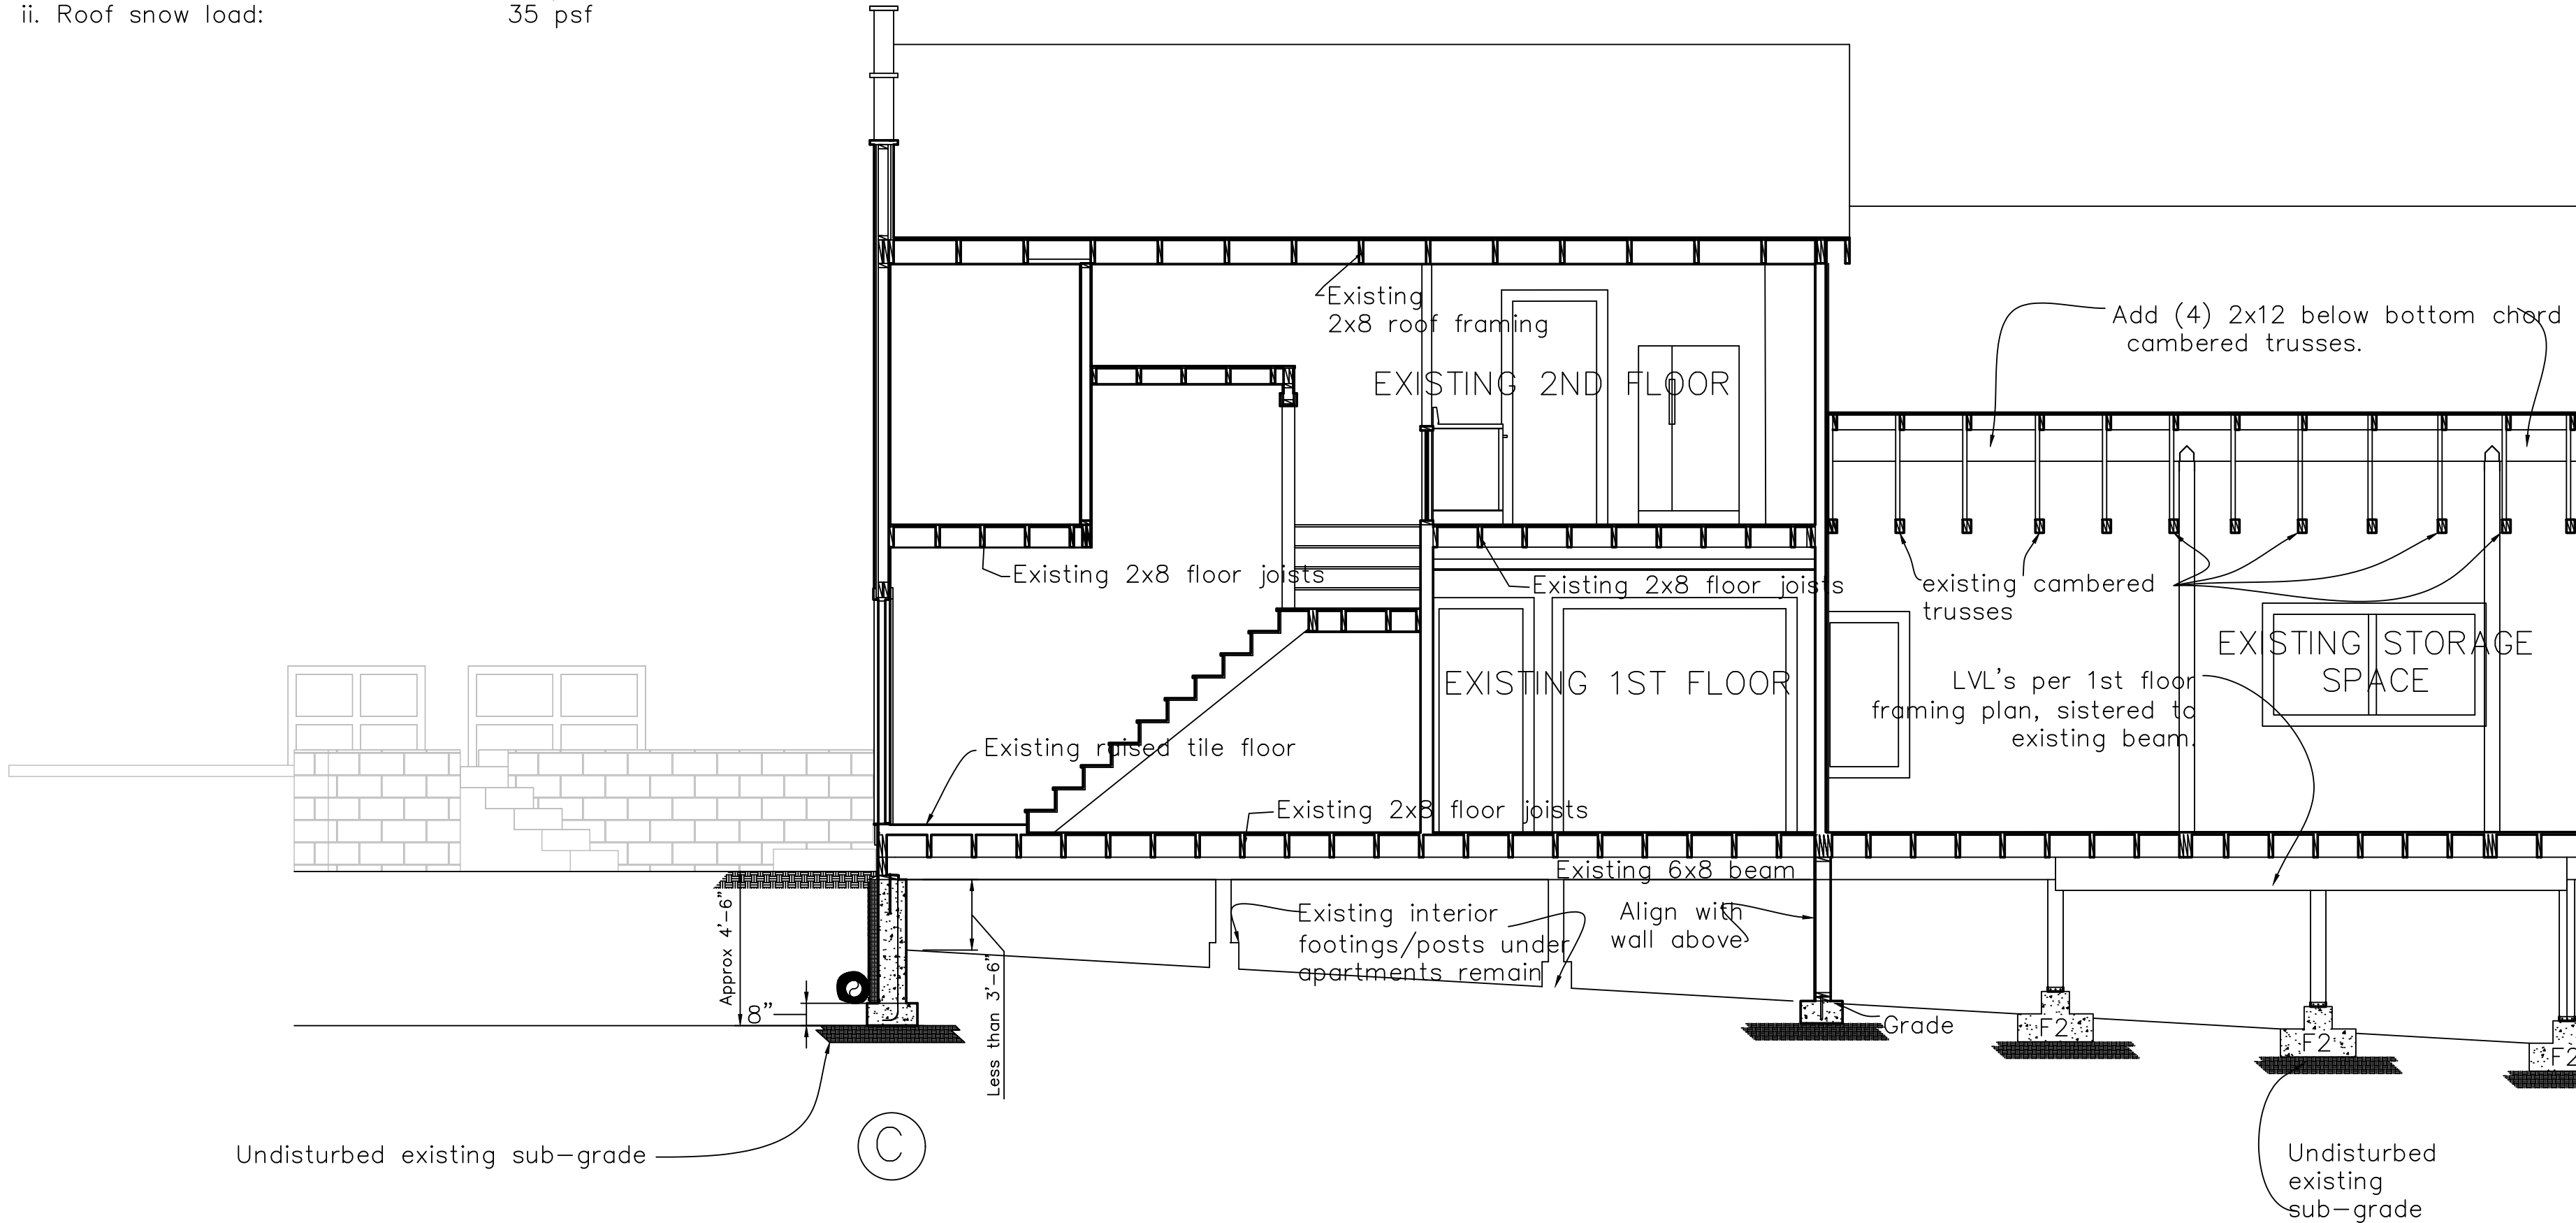 ii. Roof snow load: 35 psf
Existing
2x8 roof framing
EXISTING 2ND FLOOR
Add (4) 2x12 below bottom chord
cambered trusses.
Existing 2x8 floor joists
Existing 2x8 floor joists
existing cambered
trusses
EXISTING STORAGE
SPACE
EXISTING 1ST FLOOR
LVL's per 1st floor
framing plan, sistered to
existing beam.
Existing raised tile floor
Existing 2x8 floor joists
Existing 6x8 beam
Approx 4'-6"
8"
Less than 3'-6"
Existing interior
footings/posts under
apartments remain
Align with
wall above
Grade
F2
F2
F2
Undisturbed existing sub-grade
C
Undisturbed
existing
sub-grade